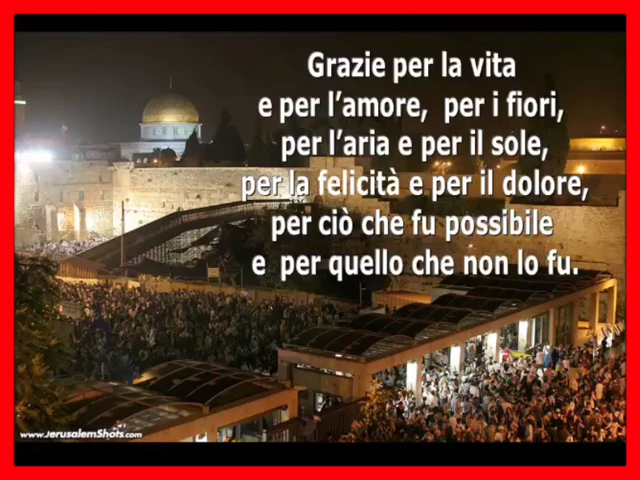 Grazie per la vita
e per l’amore, per i fiori,
per l’aria e per il sole,
per la felicità e per il dolore,
per ciò che fu possibile
e per quello che non lo fu.
www.JerusalemShots.com